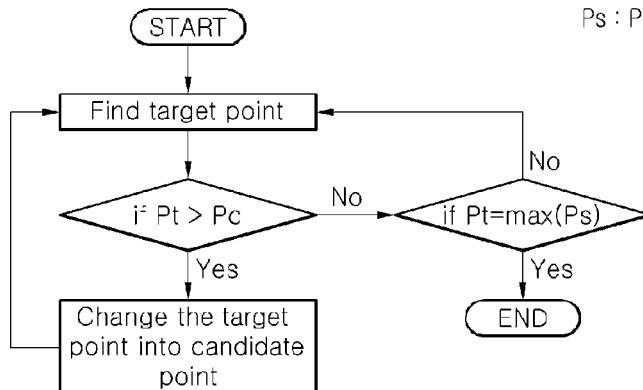 START
Ps : P
Find target point
No
if Pt > Pc
No
if Pt=max(Ps)
Yes
Yes
Change the target
point into candidate
point
END